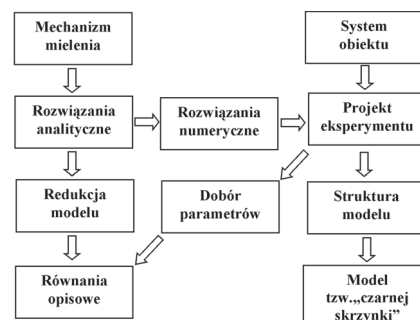 Mechanizm
mielenia
System
obiektu
Rozwiązania
analityczne
Rozwiązania
numeryczne
Projekt
eksperymentu
Redukcja
modelu
Dobór
parametrów
Struktura
modelu
Równania
opisowe
Model
tzw.„czarnej
skrzynki”